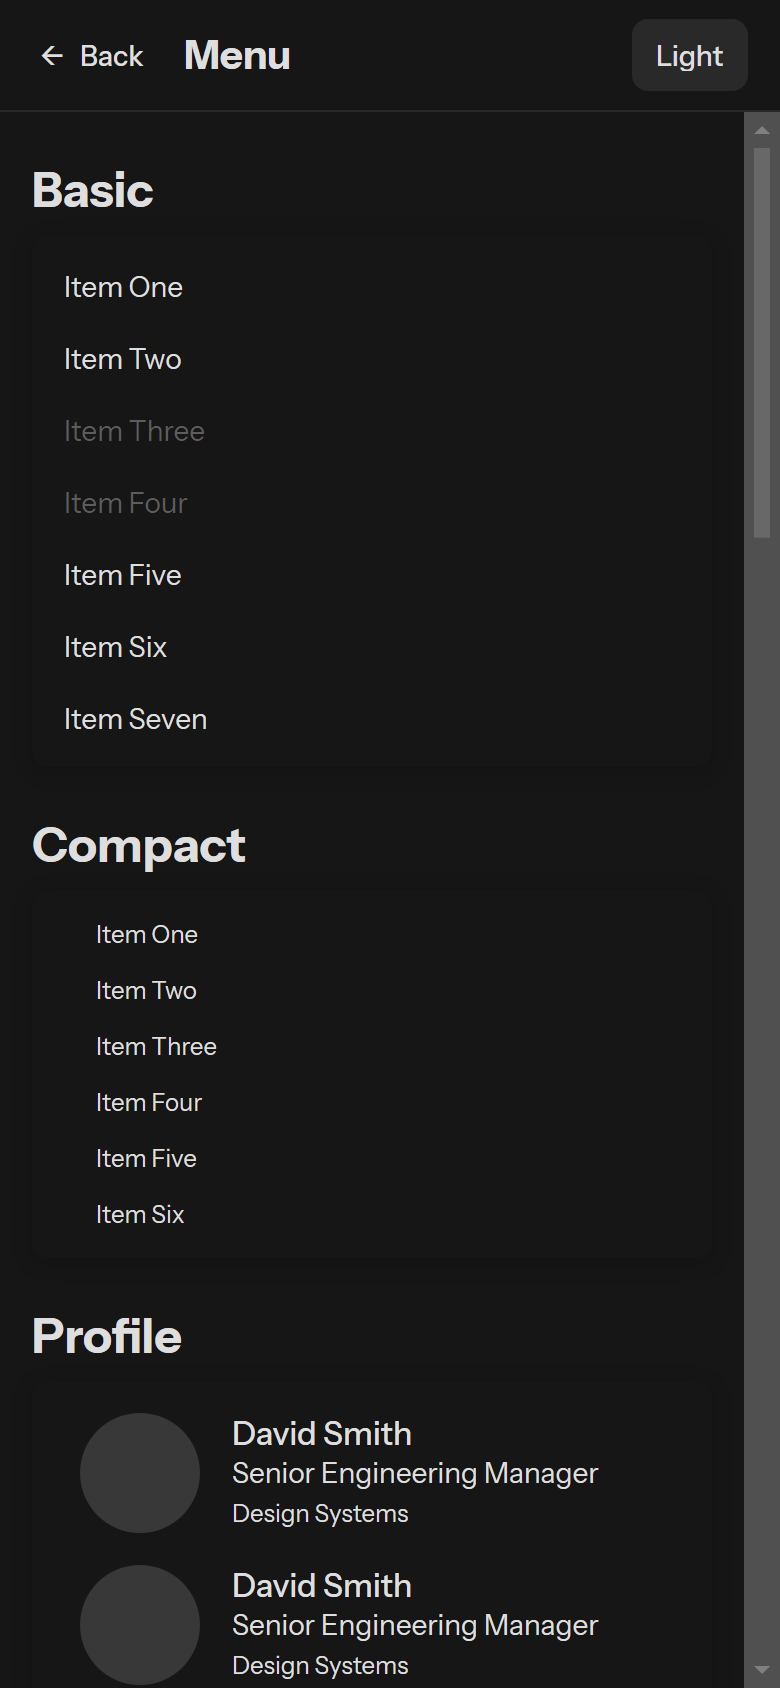 ← Back Menu Light
Basic
Item One
Item Two
Item Three
Item Four
Item Five
Item Six
Item Seven
Compact
Item One
Item Two
Item Three
Item Four
Item Five
Item Six
Profile
David Smith
Senior Engineering Manager
Design Systems
David Smith
Senior Engineering Manager
Design Systems